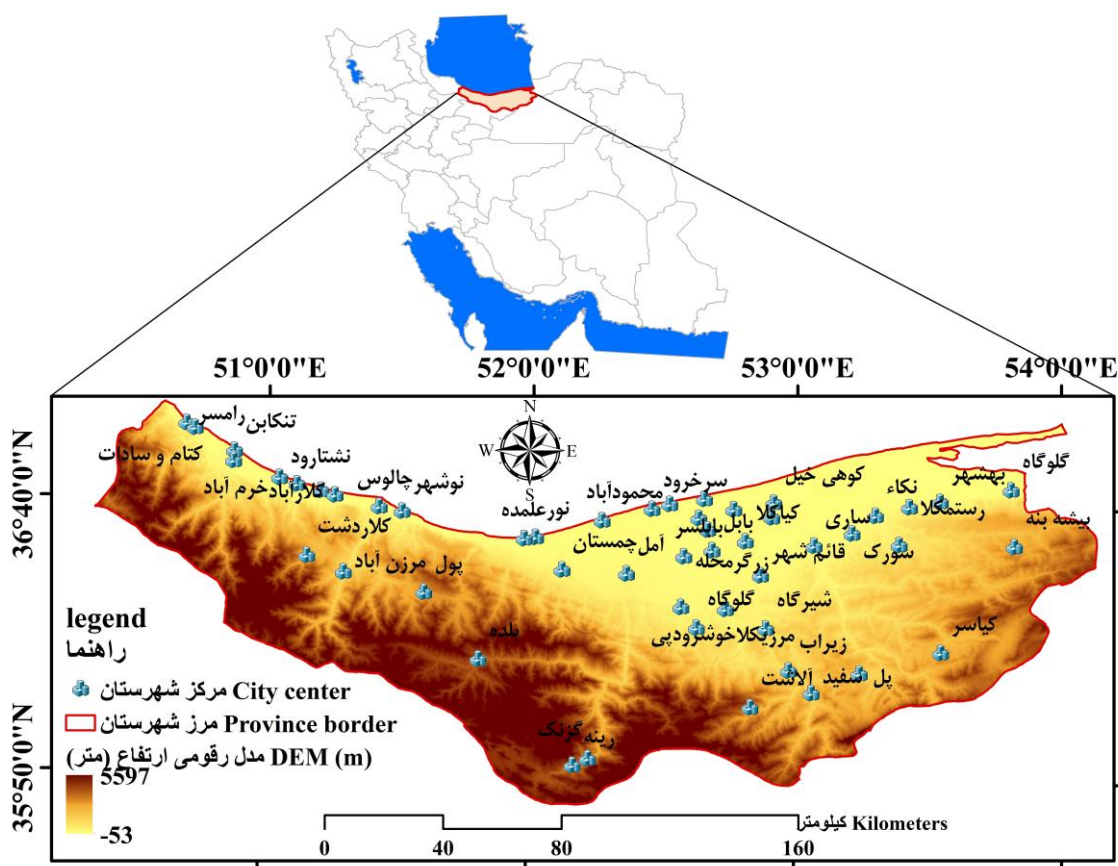 51°0'0"E 52°0'0"E 53°0'0"E 54°0'0"E
N
W E
S
36°40'0"N
35°50'0"N
رامسر
تنکابن
کتام و سادات
نشتارود
خرم آباد
کلارآباد
چالوس
نوشهر
کلاردشت
مرزن آباد
پول
علمده
نور
محمودآباد
سرخرود
چمستان
آمل
بابلسر
بابل
کیاکلا
کوهی خیل
زرگرمحله
قائم شهر
ساری
سورک
نکاء
رستمکلا
بهشهر
گلوگاه
بیشه بنه
گلوگاه
شیرگاه
خوشرودپی
مرزیکلا
زیراب
آلاشت
پل سفید
کیاسر
بلده
گزنک
رینه
legend
راهنما
مرکز شهرستان City center
مرز شهرستان Province border
مدل رقومی ارتفاع (متر) DEM (m)
5597
-53
کیلومتر Kilometers
0 40 80 160